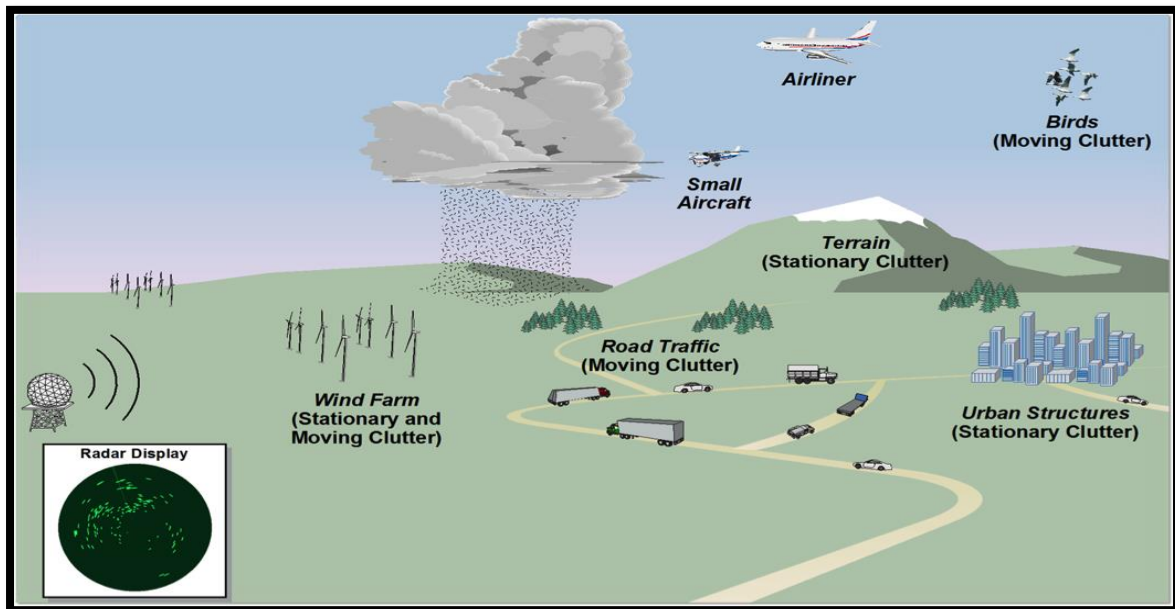 Airliner
Birds
(Moving Clutter)
Small
Aircraft
Terrain
(Stationary Clutter)
Road Traffic
(Moving Clutter)
Wind Farm
(Stationary and
Moving Clutter)
Urban Structures
(Stationary Clutter)
Radar Display